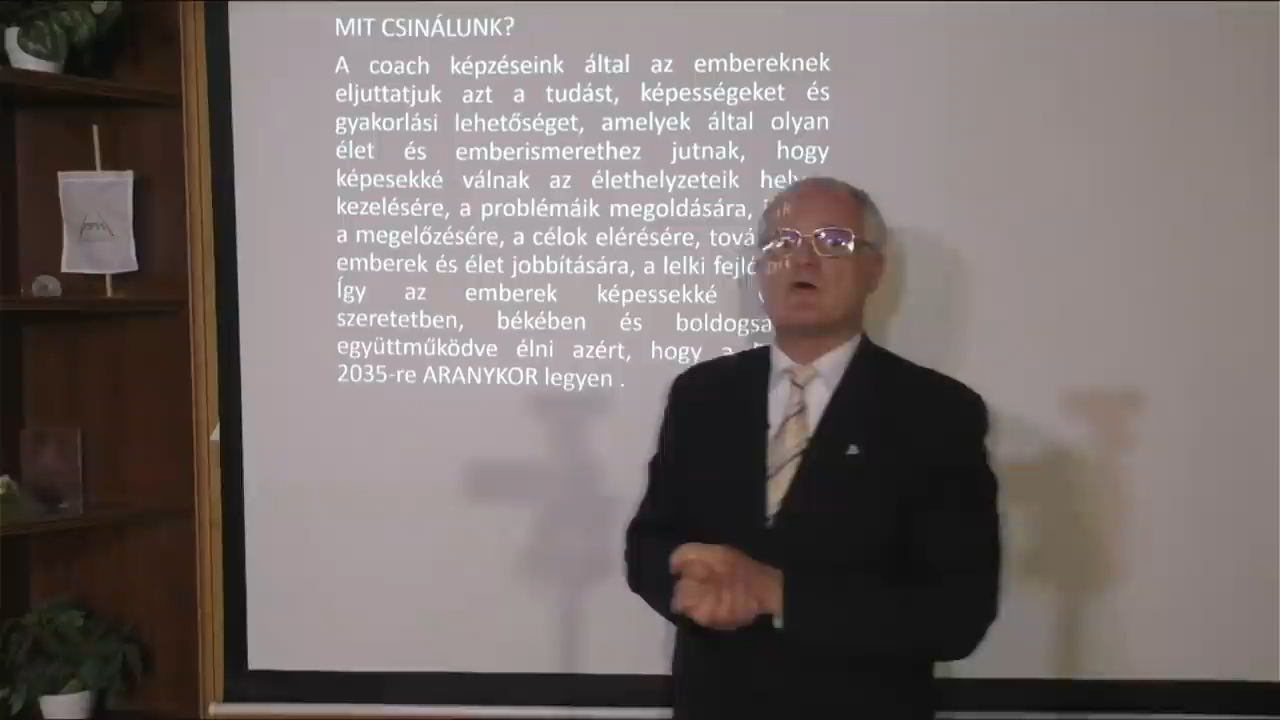 MIT CSINÁLUNK?
A coach képzéseink által az embereknek
eljuttatjuk azt a tudást, képességeket és
gyakorlási lehetőséget, amelyek által olyan
élet és emberismerethez jutnak, hogy
képesekké válnak az élethelyzeteik
kezelésére, a problémáik megoldására,
a megelőzésére, a célok elérésére,
emberek és élet jobbítására, a lelki
Így az emberek képessekké
szeretetben, békében és
együttműködve élni azért, hogy a
2035-re ARANYKOR legyen .